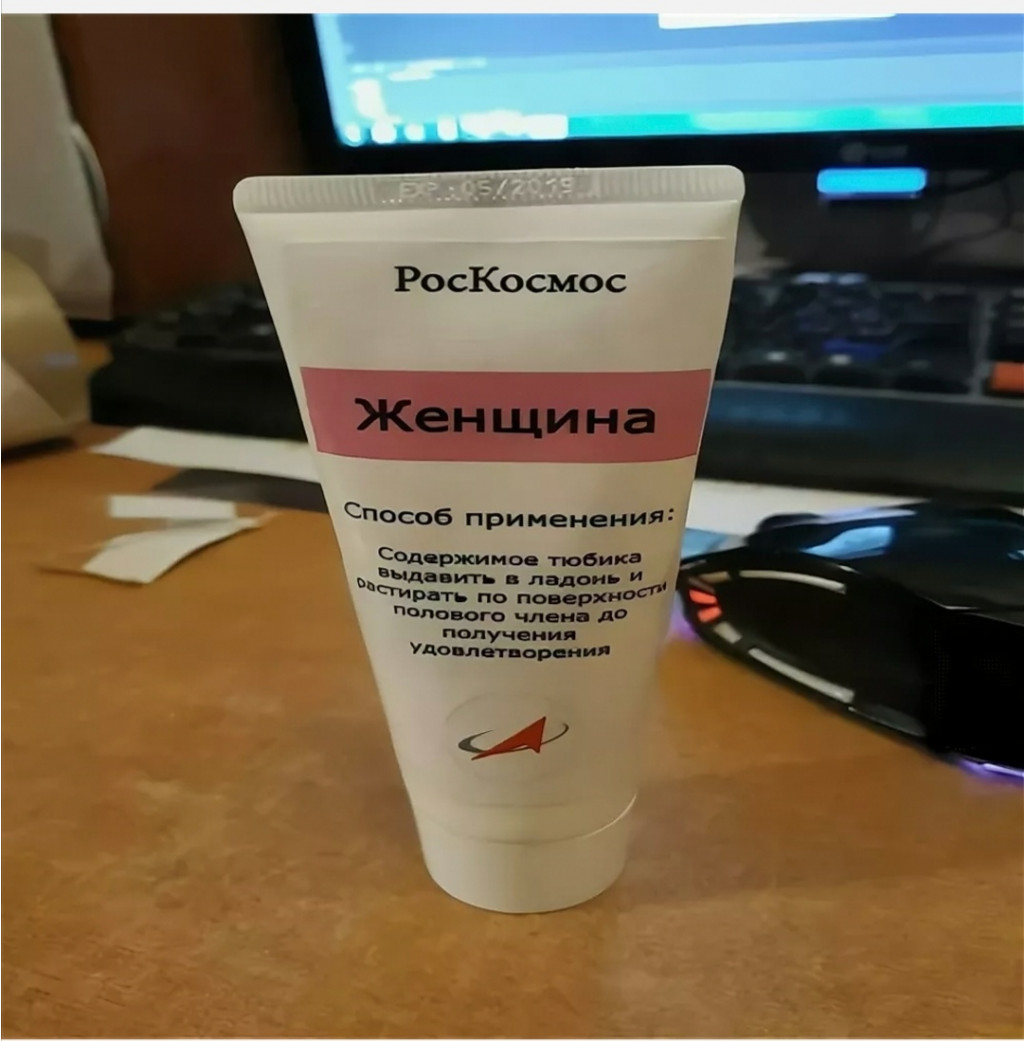 EXP.:05/2019
РосКосмос
Женщина
Способ применения:
Содержимое тюбика
выдавить в ладонь и
растирать по поверхности
полового члена до
получения
удовлетворения